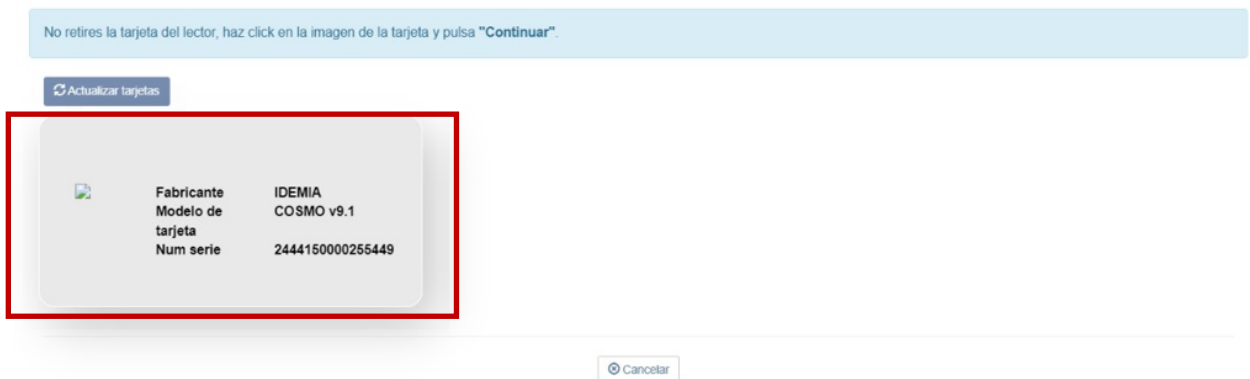 No retires la tarjeta del lector, haz click en la imagen de la tarjeta y pulsa "Continuar".
Actualizar tarjetas
Fabricante IDEMIA
Modelo de tarjeta COSMO v9.1
Num serie 2444150000255449
Cancelar